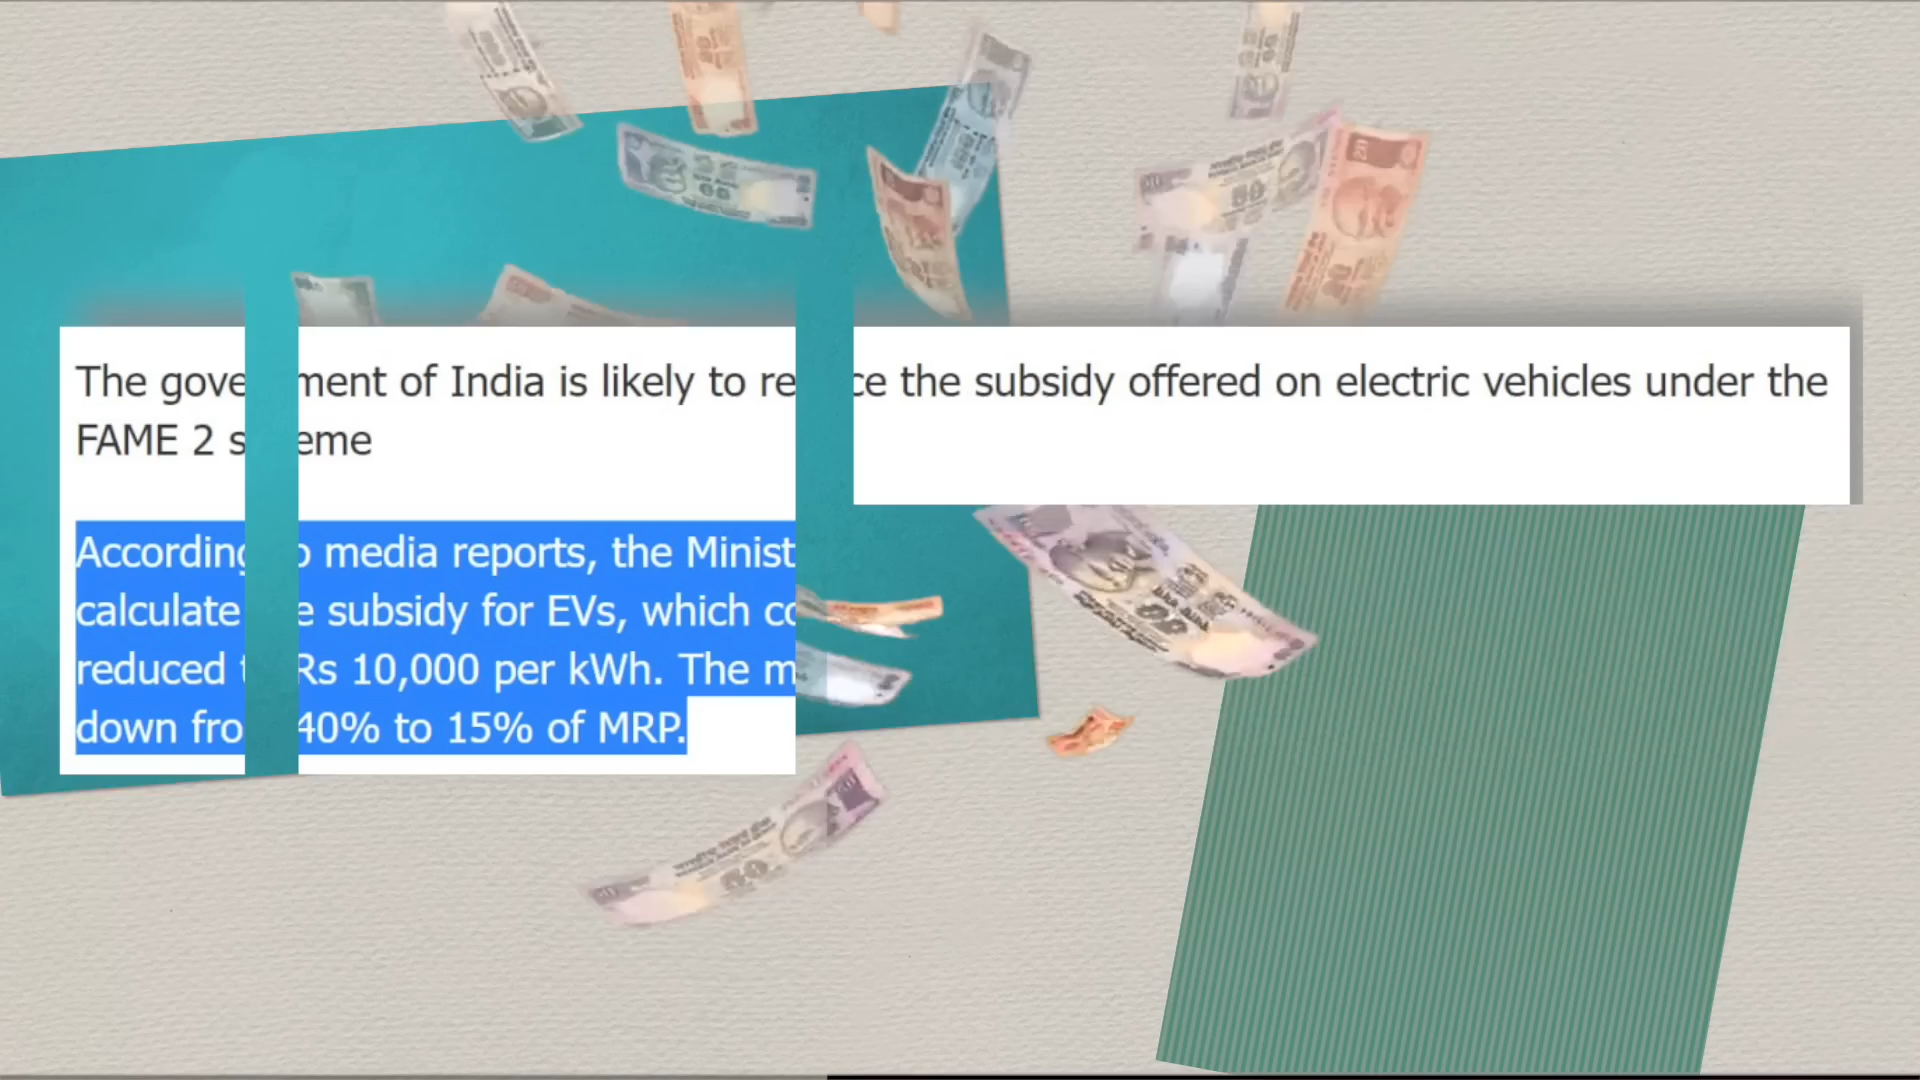 The gove ment of India is likely to re ce the subsidy offered on electric vehicles under the
FAME 2 s eme
According o media reports, the Minist
calculate e subsidy for EVs, which co
reduced t Rs 10,000 per kWh. The m
down fro 40% to 15% of MRP.